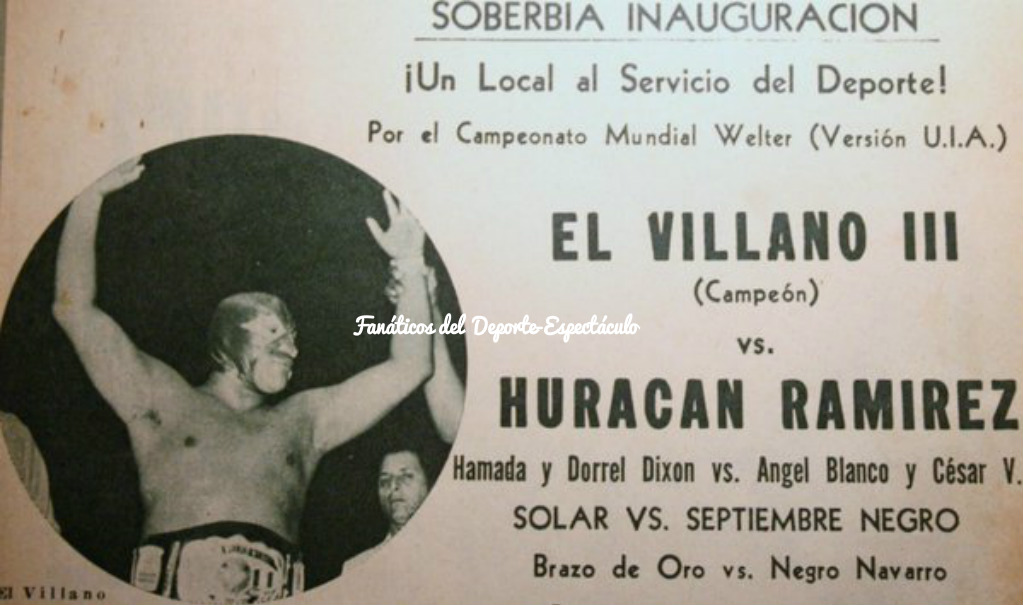 SOBERBIA INAUGURACION
¡Un Local al Servicio del Deporte!
Por el Campeonato Mundial Welter (Versión U.I.A.)
EL VILLANO III
(Campeón)
vs.
HURACAN RAMIREZ
Fanáticos del Deporte-Espectáculo
Hamada y Dorrel Dixon vs. Angel Blanco y César V.
SOLAR VS. SEPTIEMBRE NEGRO
Brazo de Oro vs. Negro Navarro
El Villano